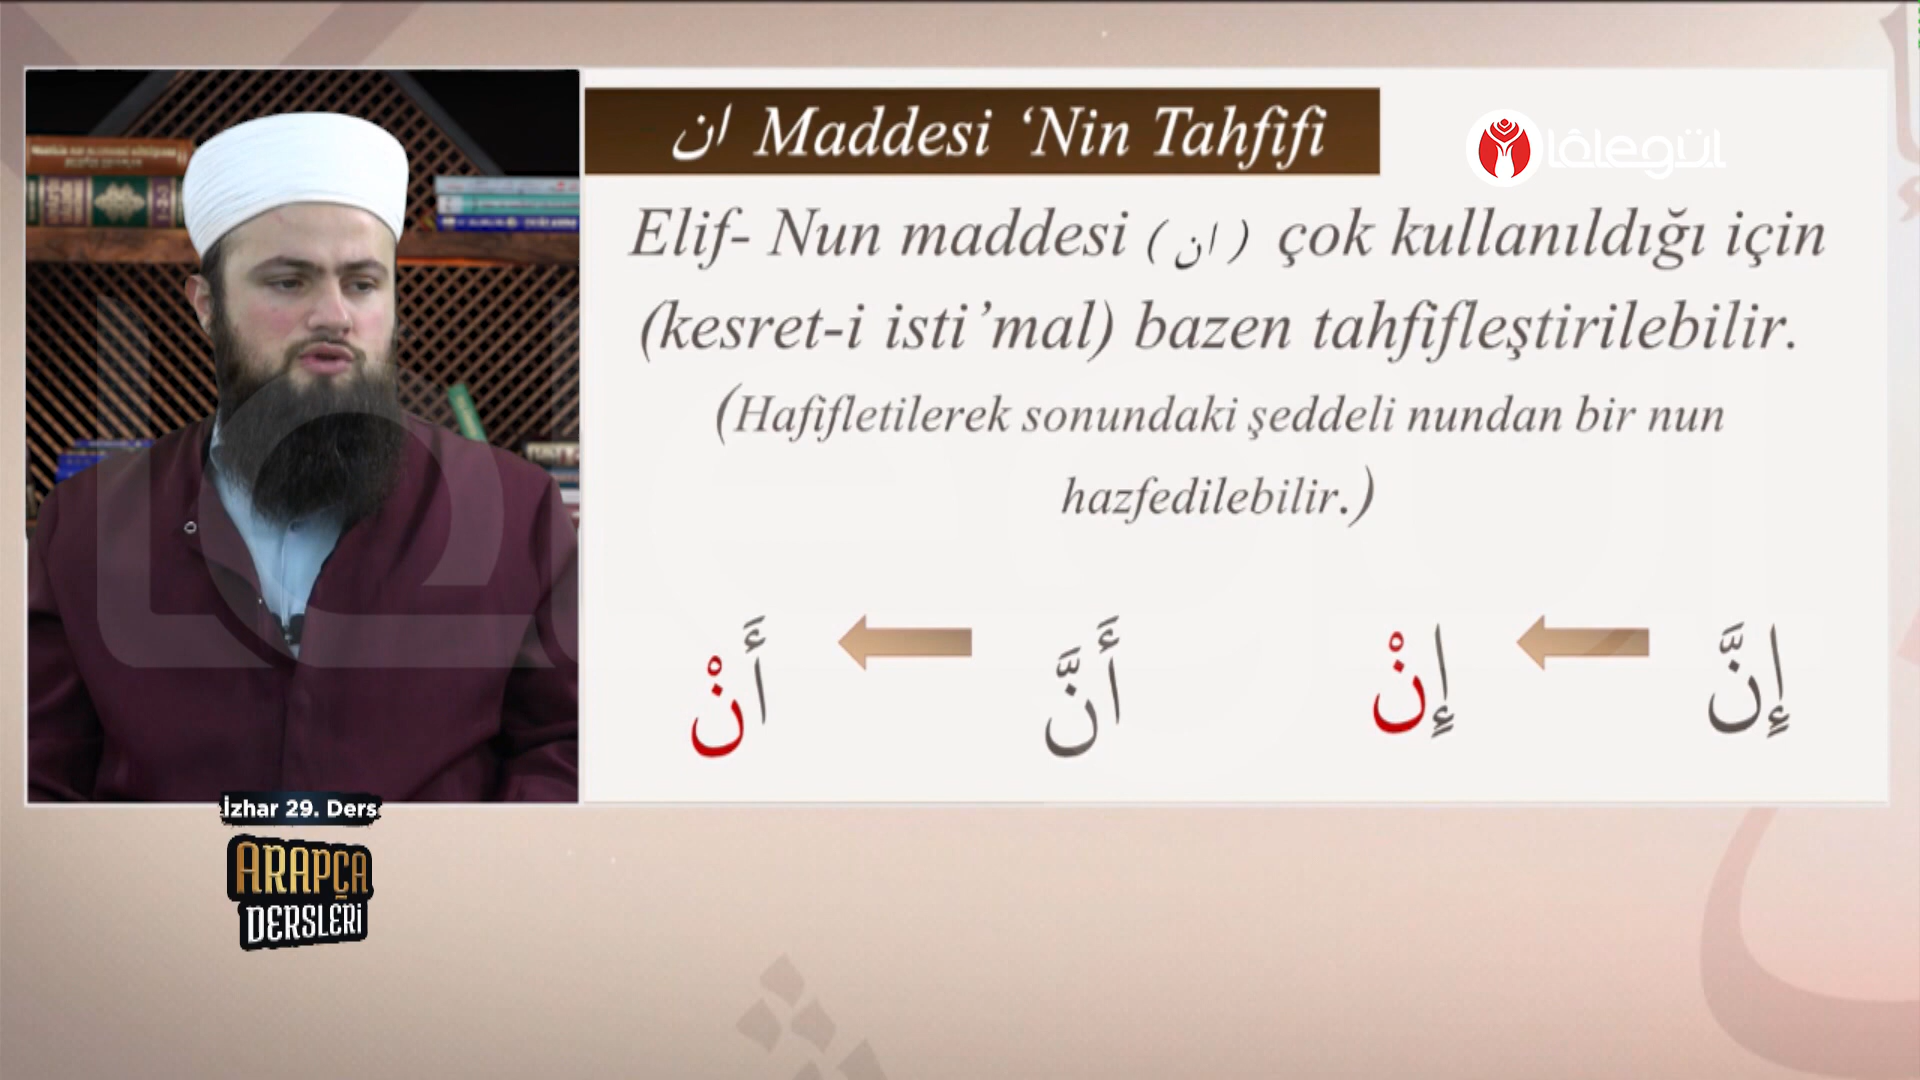 ان Maddesi ‘Nin Tahfifi
lâlegül
Elif- Nun maddesi ( ان ) çok kullanıldığı için
(kesret-i isti’mal) bazen tahfifleştirilebilir.
(Hafifletilerek sonundaki şeddeli nundan bir nun
hazfedilebilir.)
إِنَّ إِنْ أَنَّ أَنْ
İzhar 29. Ders
ARAPÇA
DERSLERİ